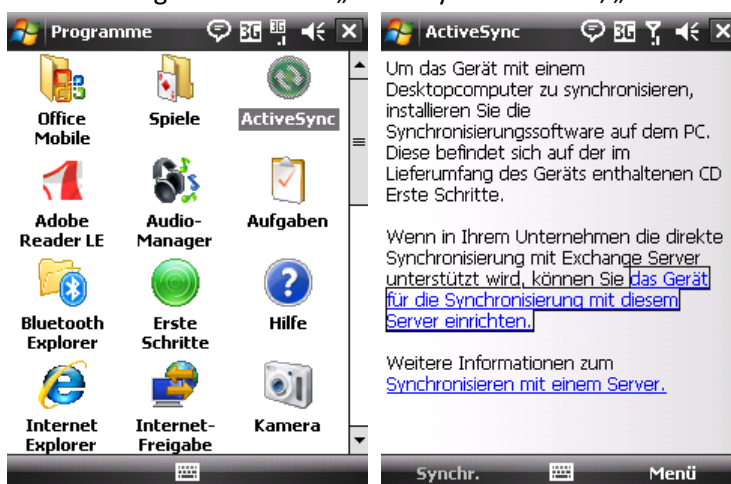 Programme
3G
3G
Office
Mobile
Spiele
ActiveSync
Adobe
Reader LE
Audio-
Manager
Aufgaben
Bluetooth
Explorer
Erste
Schritte
Hilfe
Internet
Explorer
Internet-
Freigabe
Kamera
ActiveSync
3G
Um das Gerät mit einem
Desktopcomputer zu synchronisieren,
installieren Sie die
Synchronisierungssoftware auf dem PC.
Diese befindet sich auf der im
Lieferumfang des Geräts enthaltenen CD
Erste Schritte.
Wenn in Ihrem Unternehmen die direkte
Synchronisierung mit Exchange Server
unterstützt wird, können Sie das Gerät
für die Synchronisierung mit diesem
Server einrichten.
Weitere Informationen zum
Synchronisieren mit einem Server.
Synchr.
Menü